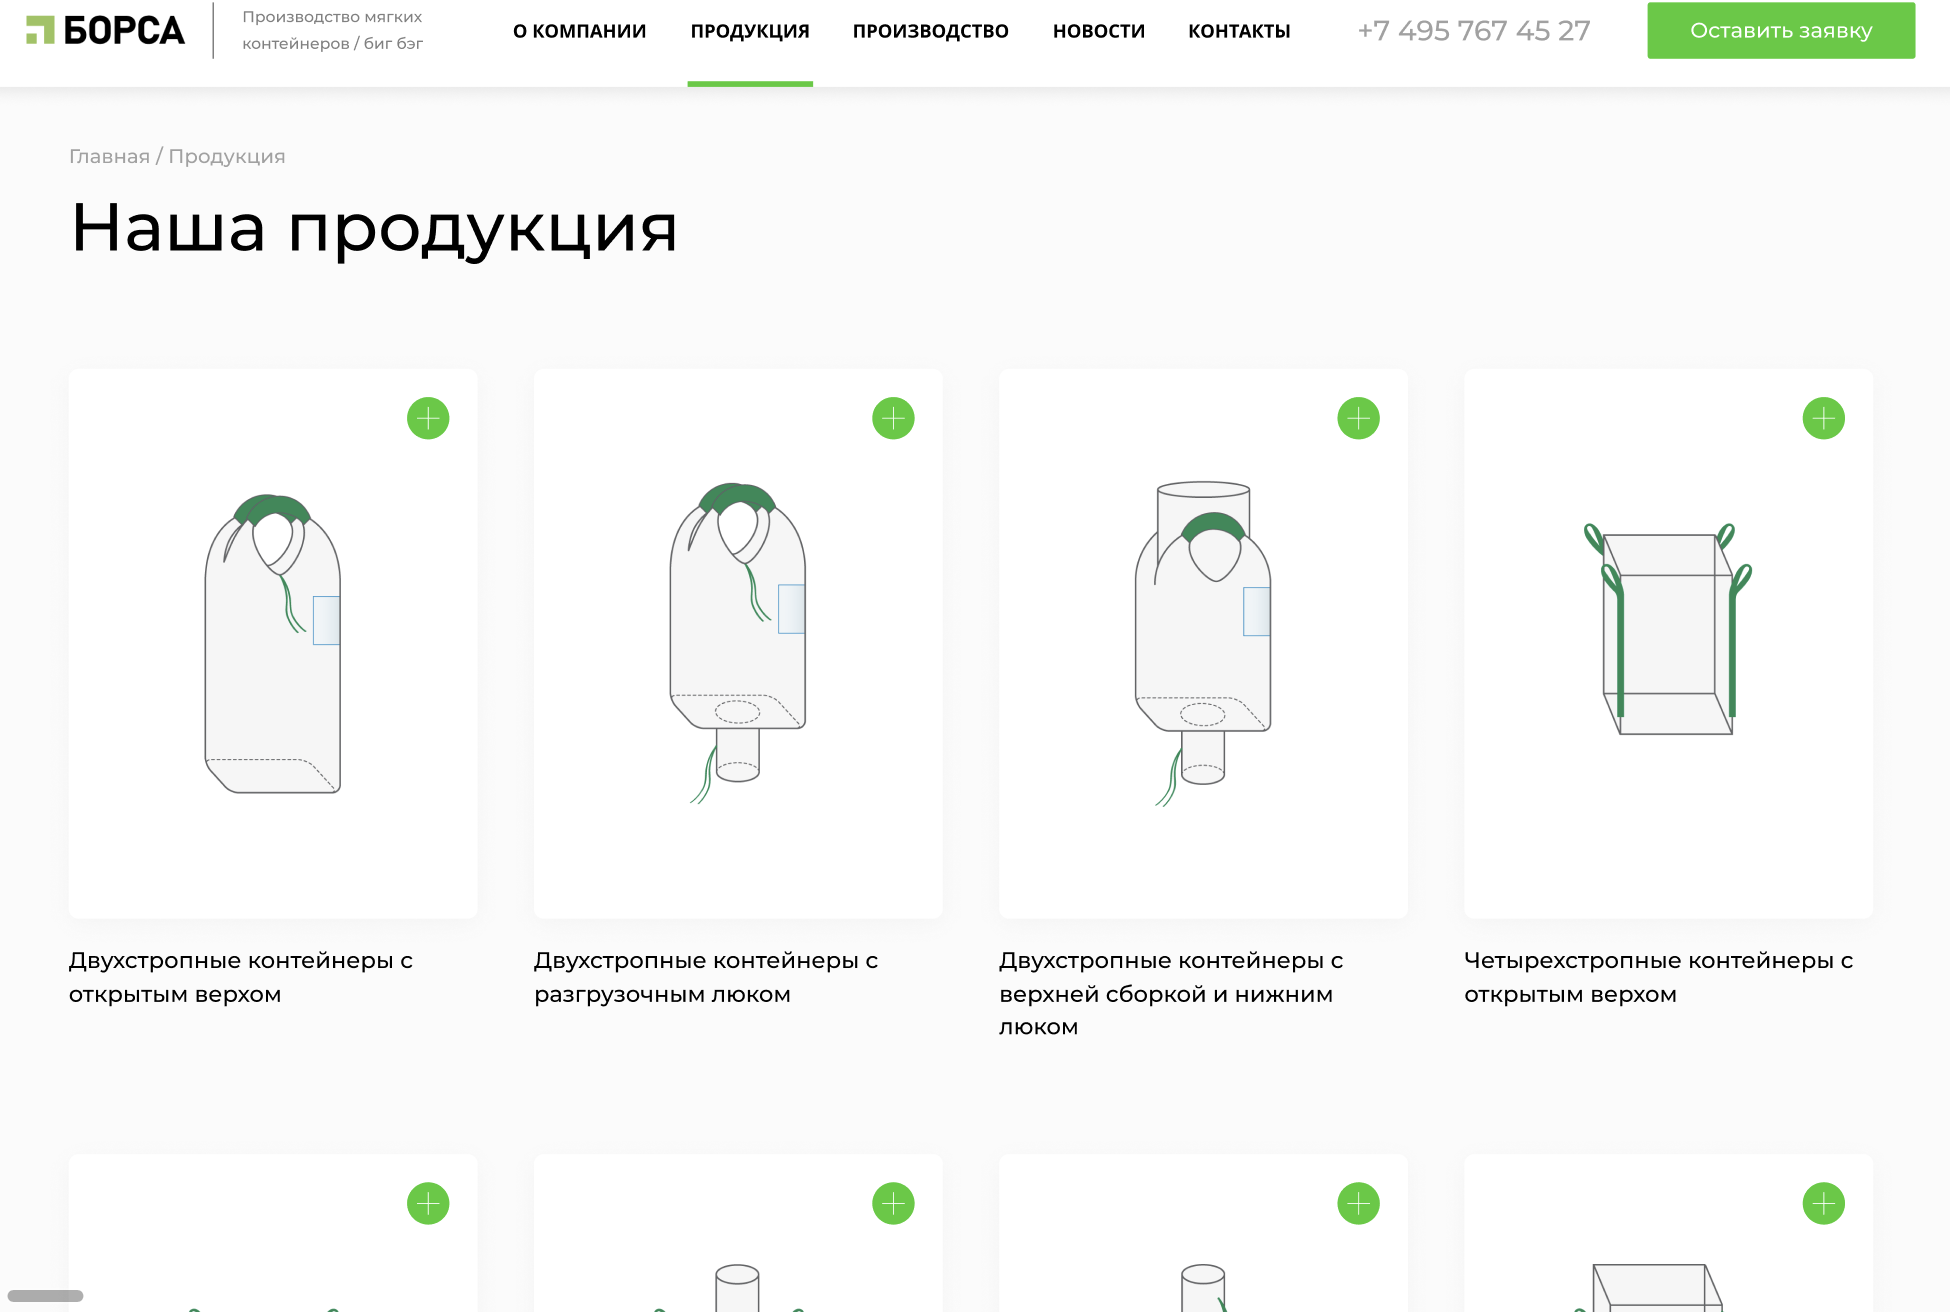 БОРСА
Производство мягких
контейнеров / биг бэг
О КОМПАНИИ
ПРОДУКЦИЯ
ПРОИЗВОДСТВО
НОВОСТИ
КОНТАКТЫ
+7 495 767 45 27
Оставить заявку
Главная / Продукция
Наша продукция
Двухстропные контейнеры с
открытым верхом
Двухстропные контейнеры с
разгрузочным люком
Двухстропные контейнеры с
верхней сборкой и нижним
люком
Четырехстропные контейнеры с
открытым верхом